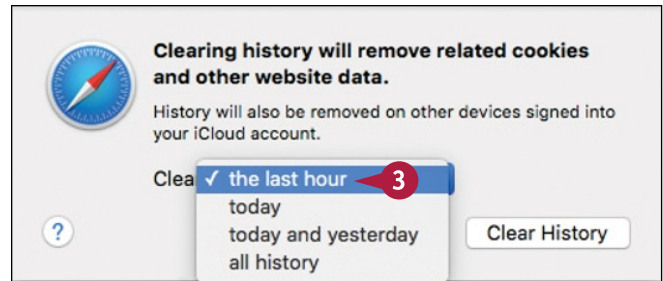 Clearing history will remove related cookies
and other website data.
History will also be removed on other devices signed into
your iCloud account.
Clea ✓ the last hour 3
today
? today and yesterday Clear History
all history